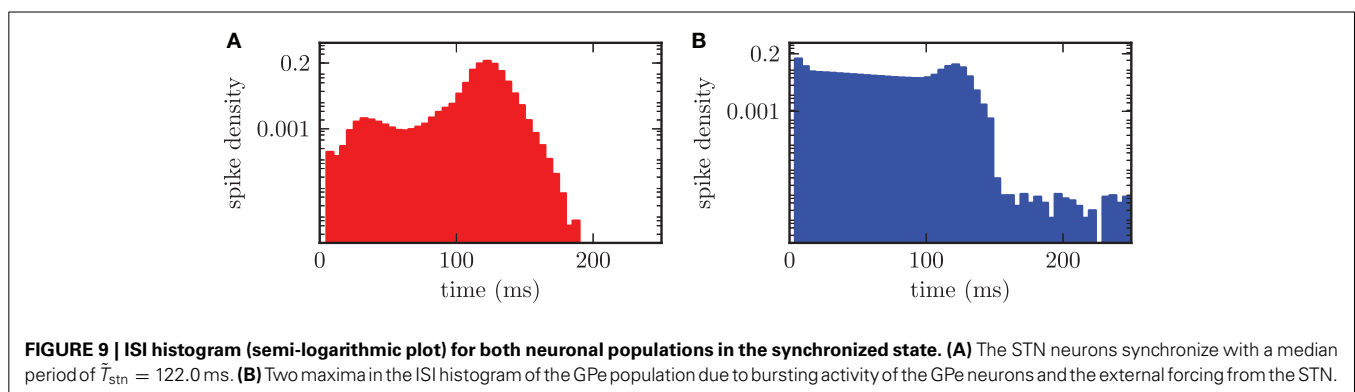 A
B
0.2
0.001
spike density
0
100
200
time (ms)
0.2
0.001
spike density
0
100
200
time (ms)
FIGURE 9 | ISI histogram (semi-logarithmic plot) for both neuronal populations in the synchronized state. (A) The STN neurons synchronize with a median
period of T̃stn = 122.0 ms. (B) Two maxima in the ISI histogram of the GPe population due to bursting activity of the GPe neurons and the external forcing from the STN.